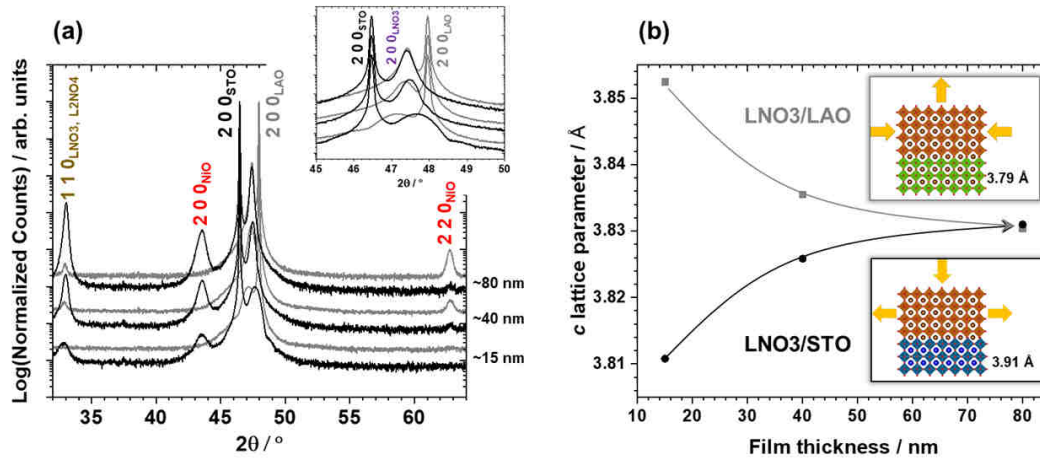 (a)
Log(Normalized Counts) / arb. units
1 1 0LNO3, L2NO4
2 0 0NiO
2 0 0STO
2 0 0LAO
2 2 0NiO
~80 nm
~40 nm
~15 nm
35 40 45 50 55 60
2θ / °
2 0 0STO
2 0 0LNO3
2 0 0LAO
45 46 47 48 49 50
2θ / °
(b)
c lattice parameter / Å
3.85
3.84
3.83
3.82
3.81
LNO3/LAO
3.79 Å
LNO3/STO
3.91 Å
10 20 30 40 50 60 70 80
Film thickness / nm